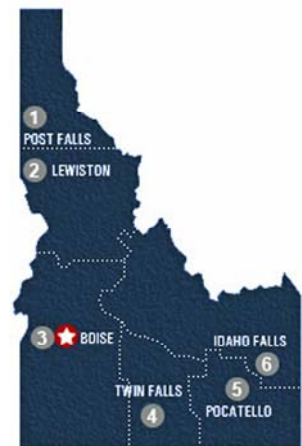 1
POST FALLS
2 LEWISTON
3 BOISE
IDAHO FALLS
6
TWIN FALLS
5
4
POCATELLO